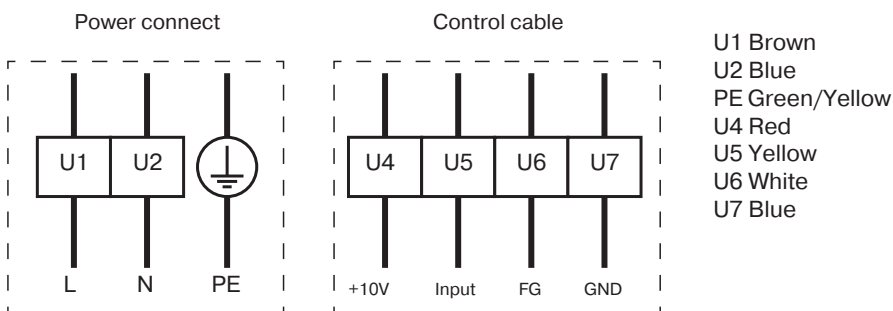 Power connect
Control cable
U1 Brown
U2 Blue
PE Green/Yellow
U4 Red
U5 Yellow
U6 White
U7 Blue
U1 U2
U4 U5 U6 U7
L N PE
+10V Input FG GND